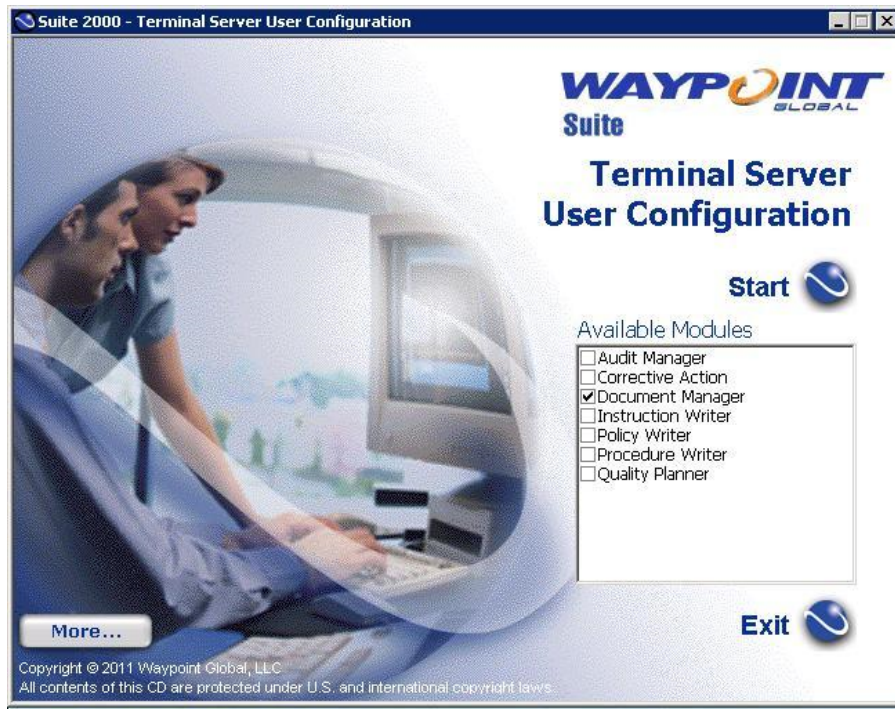 Suite 2000 - Terminal Server User Configuration
WAYPOINT
GLOBAL
Suite
Terminal Server
User Configuration
Start
Available Modules
Audit Manager
Corrective Action
Document Manager
Instruction Writer
Policy Writer
Procedure Writer
Quality Planner
Exit
More...
Copyright © 2011 Waypoint Global, LLC
All contents of this CD are protected under U.S. and international copyright laws.